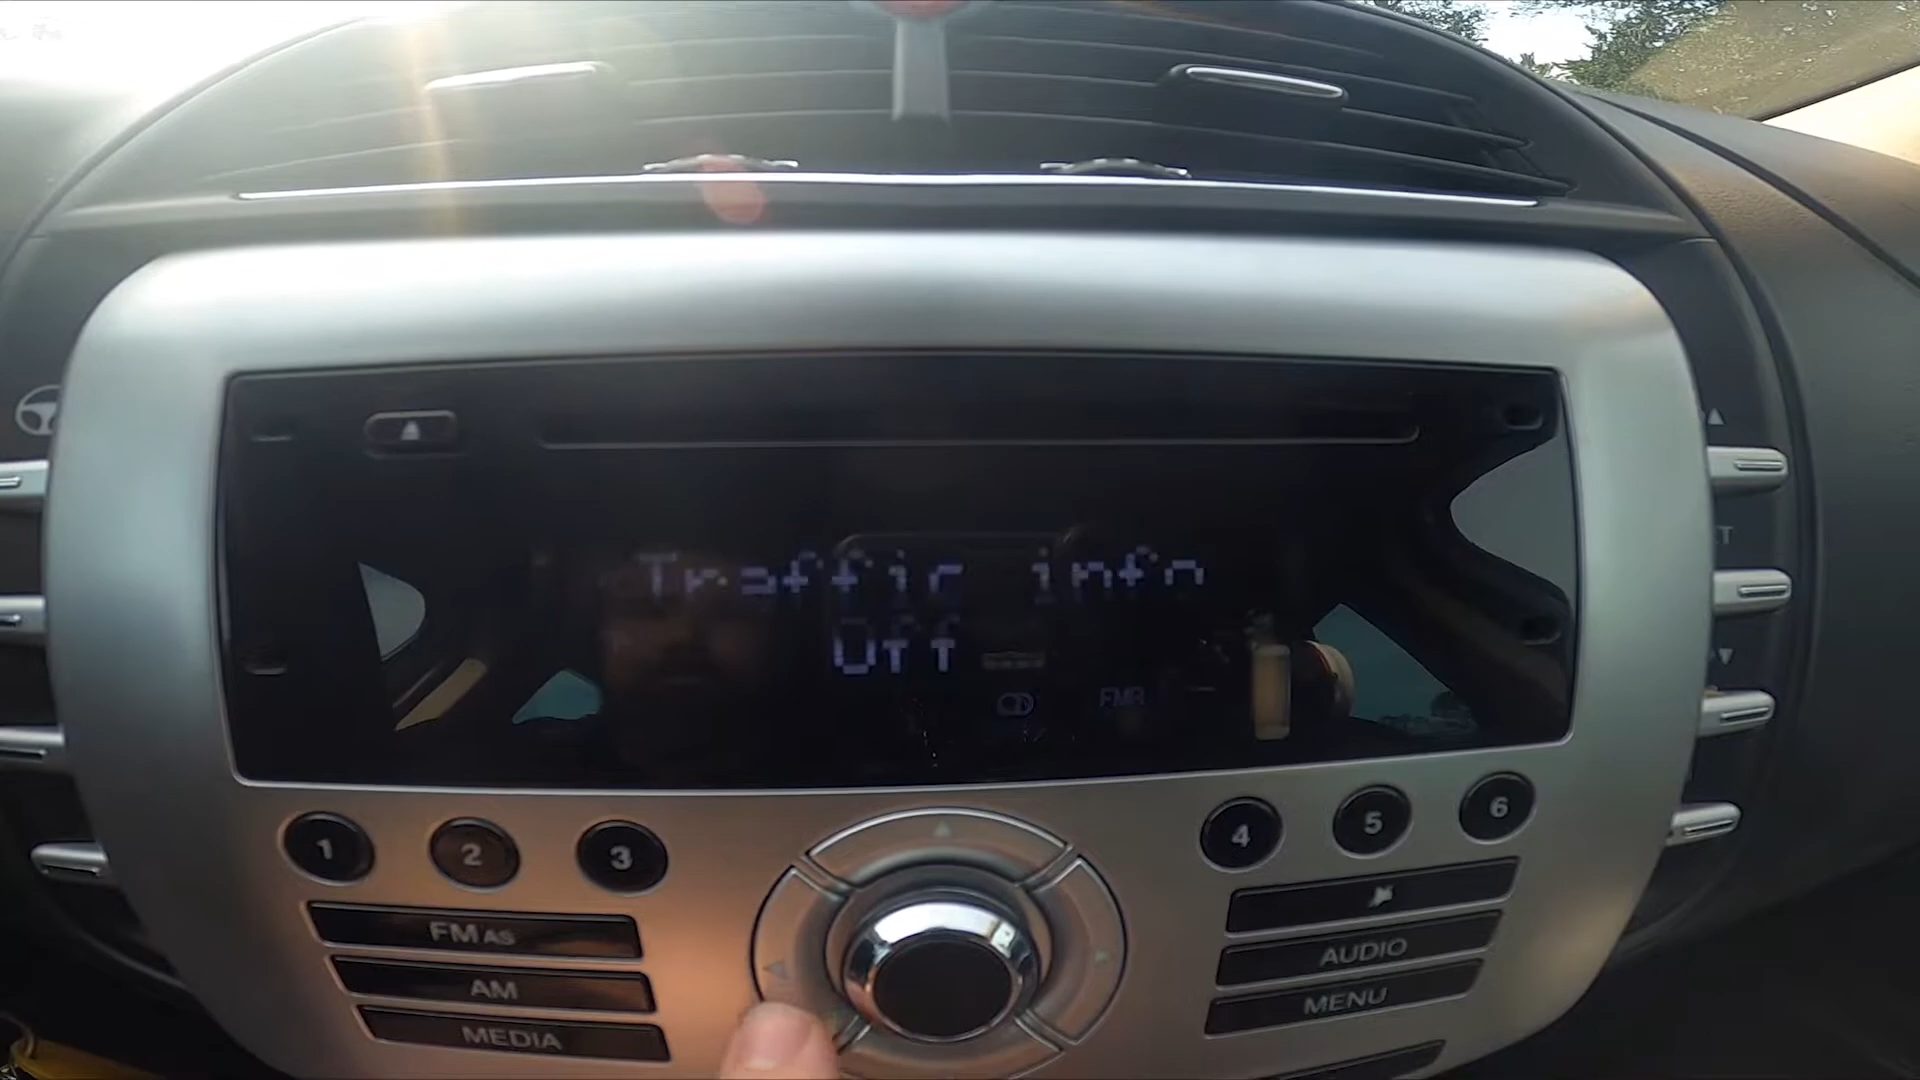 Traffic info
Off
FMR
1
2
3
4
5
6
FM AS
AM
MEDIA
AUDIO
MENU